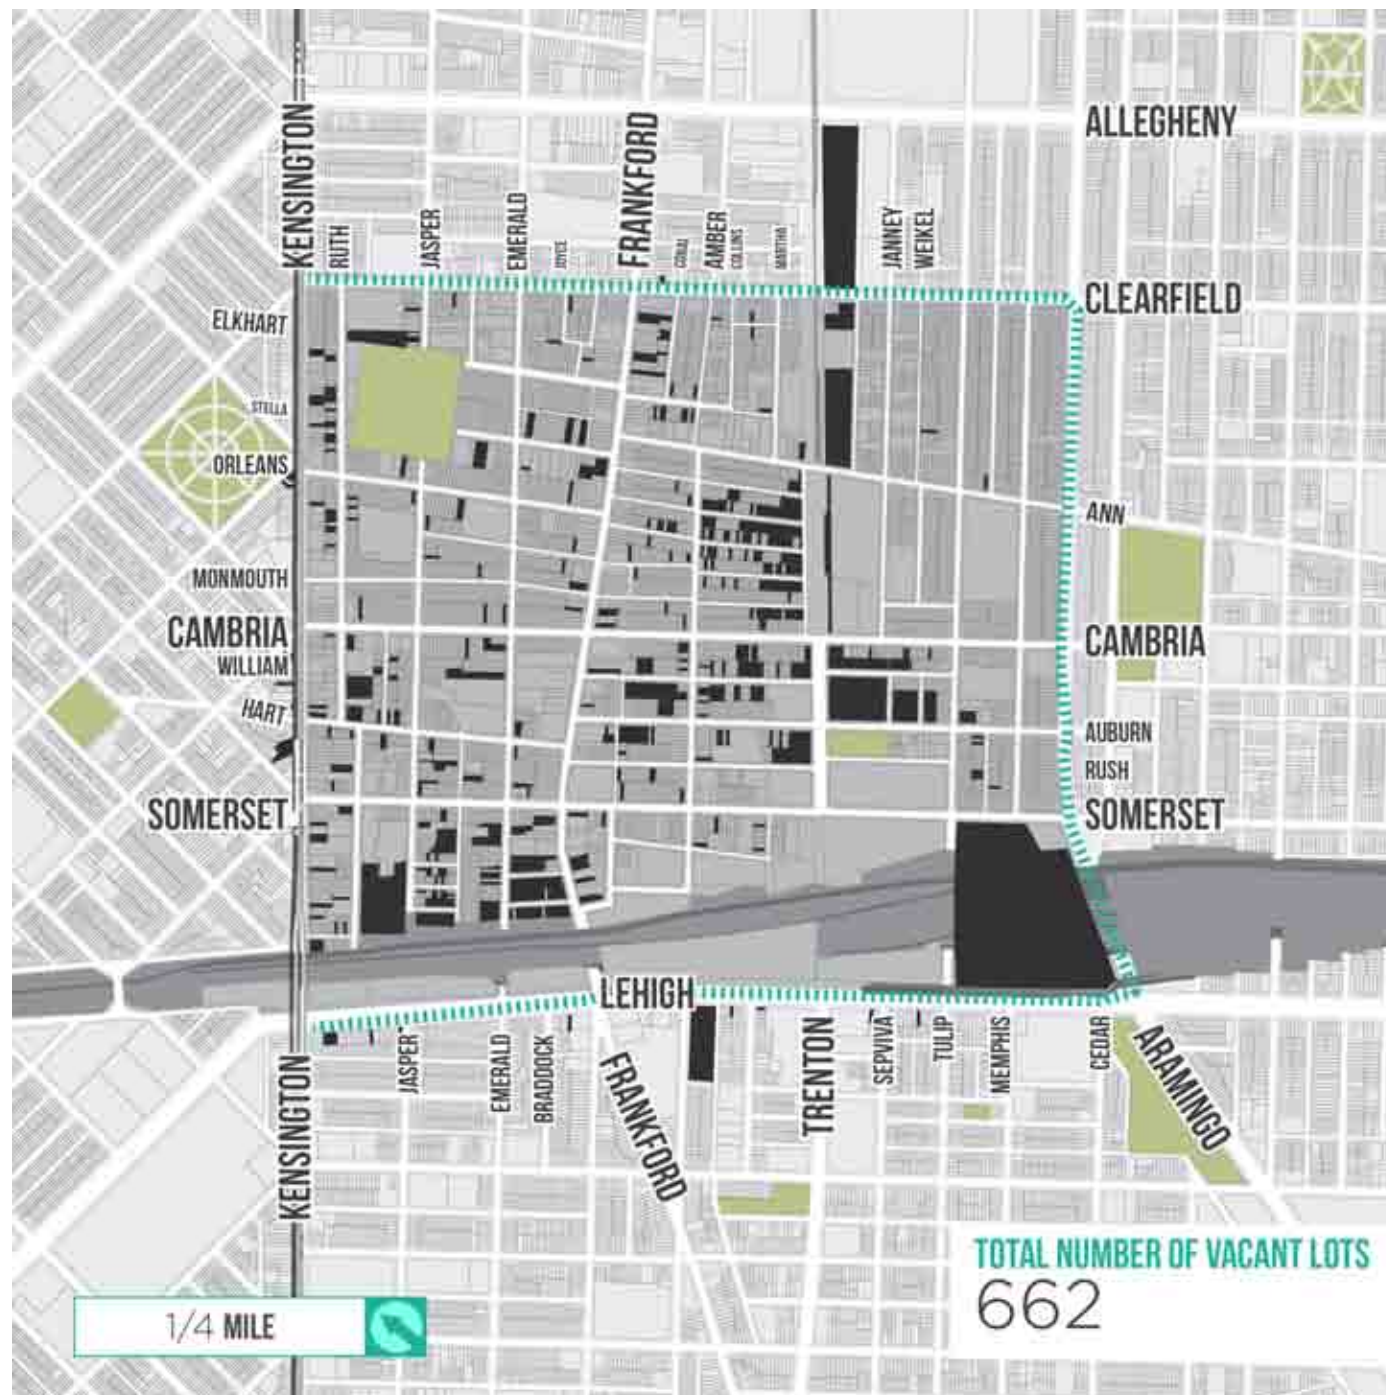 ALLEGHENY
KENSINGTON
RUTH
JASPER
EMERALD
JOYCE
FRANKFORD
CORAL
AMBER
COLLINS
MARTHA
JANNEY
WEIKEL
CLEARFIELD
ELKHART
STELLA
ORLEANS
ANN
MONMOUTH
CAMBRIA
CAMBRIA
WILLIAM
HART
AUBURN
RUSH
SOMERSET
SOMERSET
LEHIGH
KENSINGTON
JASPER
EMERALD
BRADDOCK
FRANKFORD
TRENTON
SEPVIVA
TULIP
MEMPHIS
CEDAR
ARAMINGO
TOTAL NUMBER OF VACANT LOTS
662
1/4 MILE